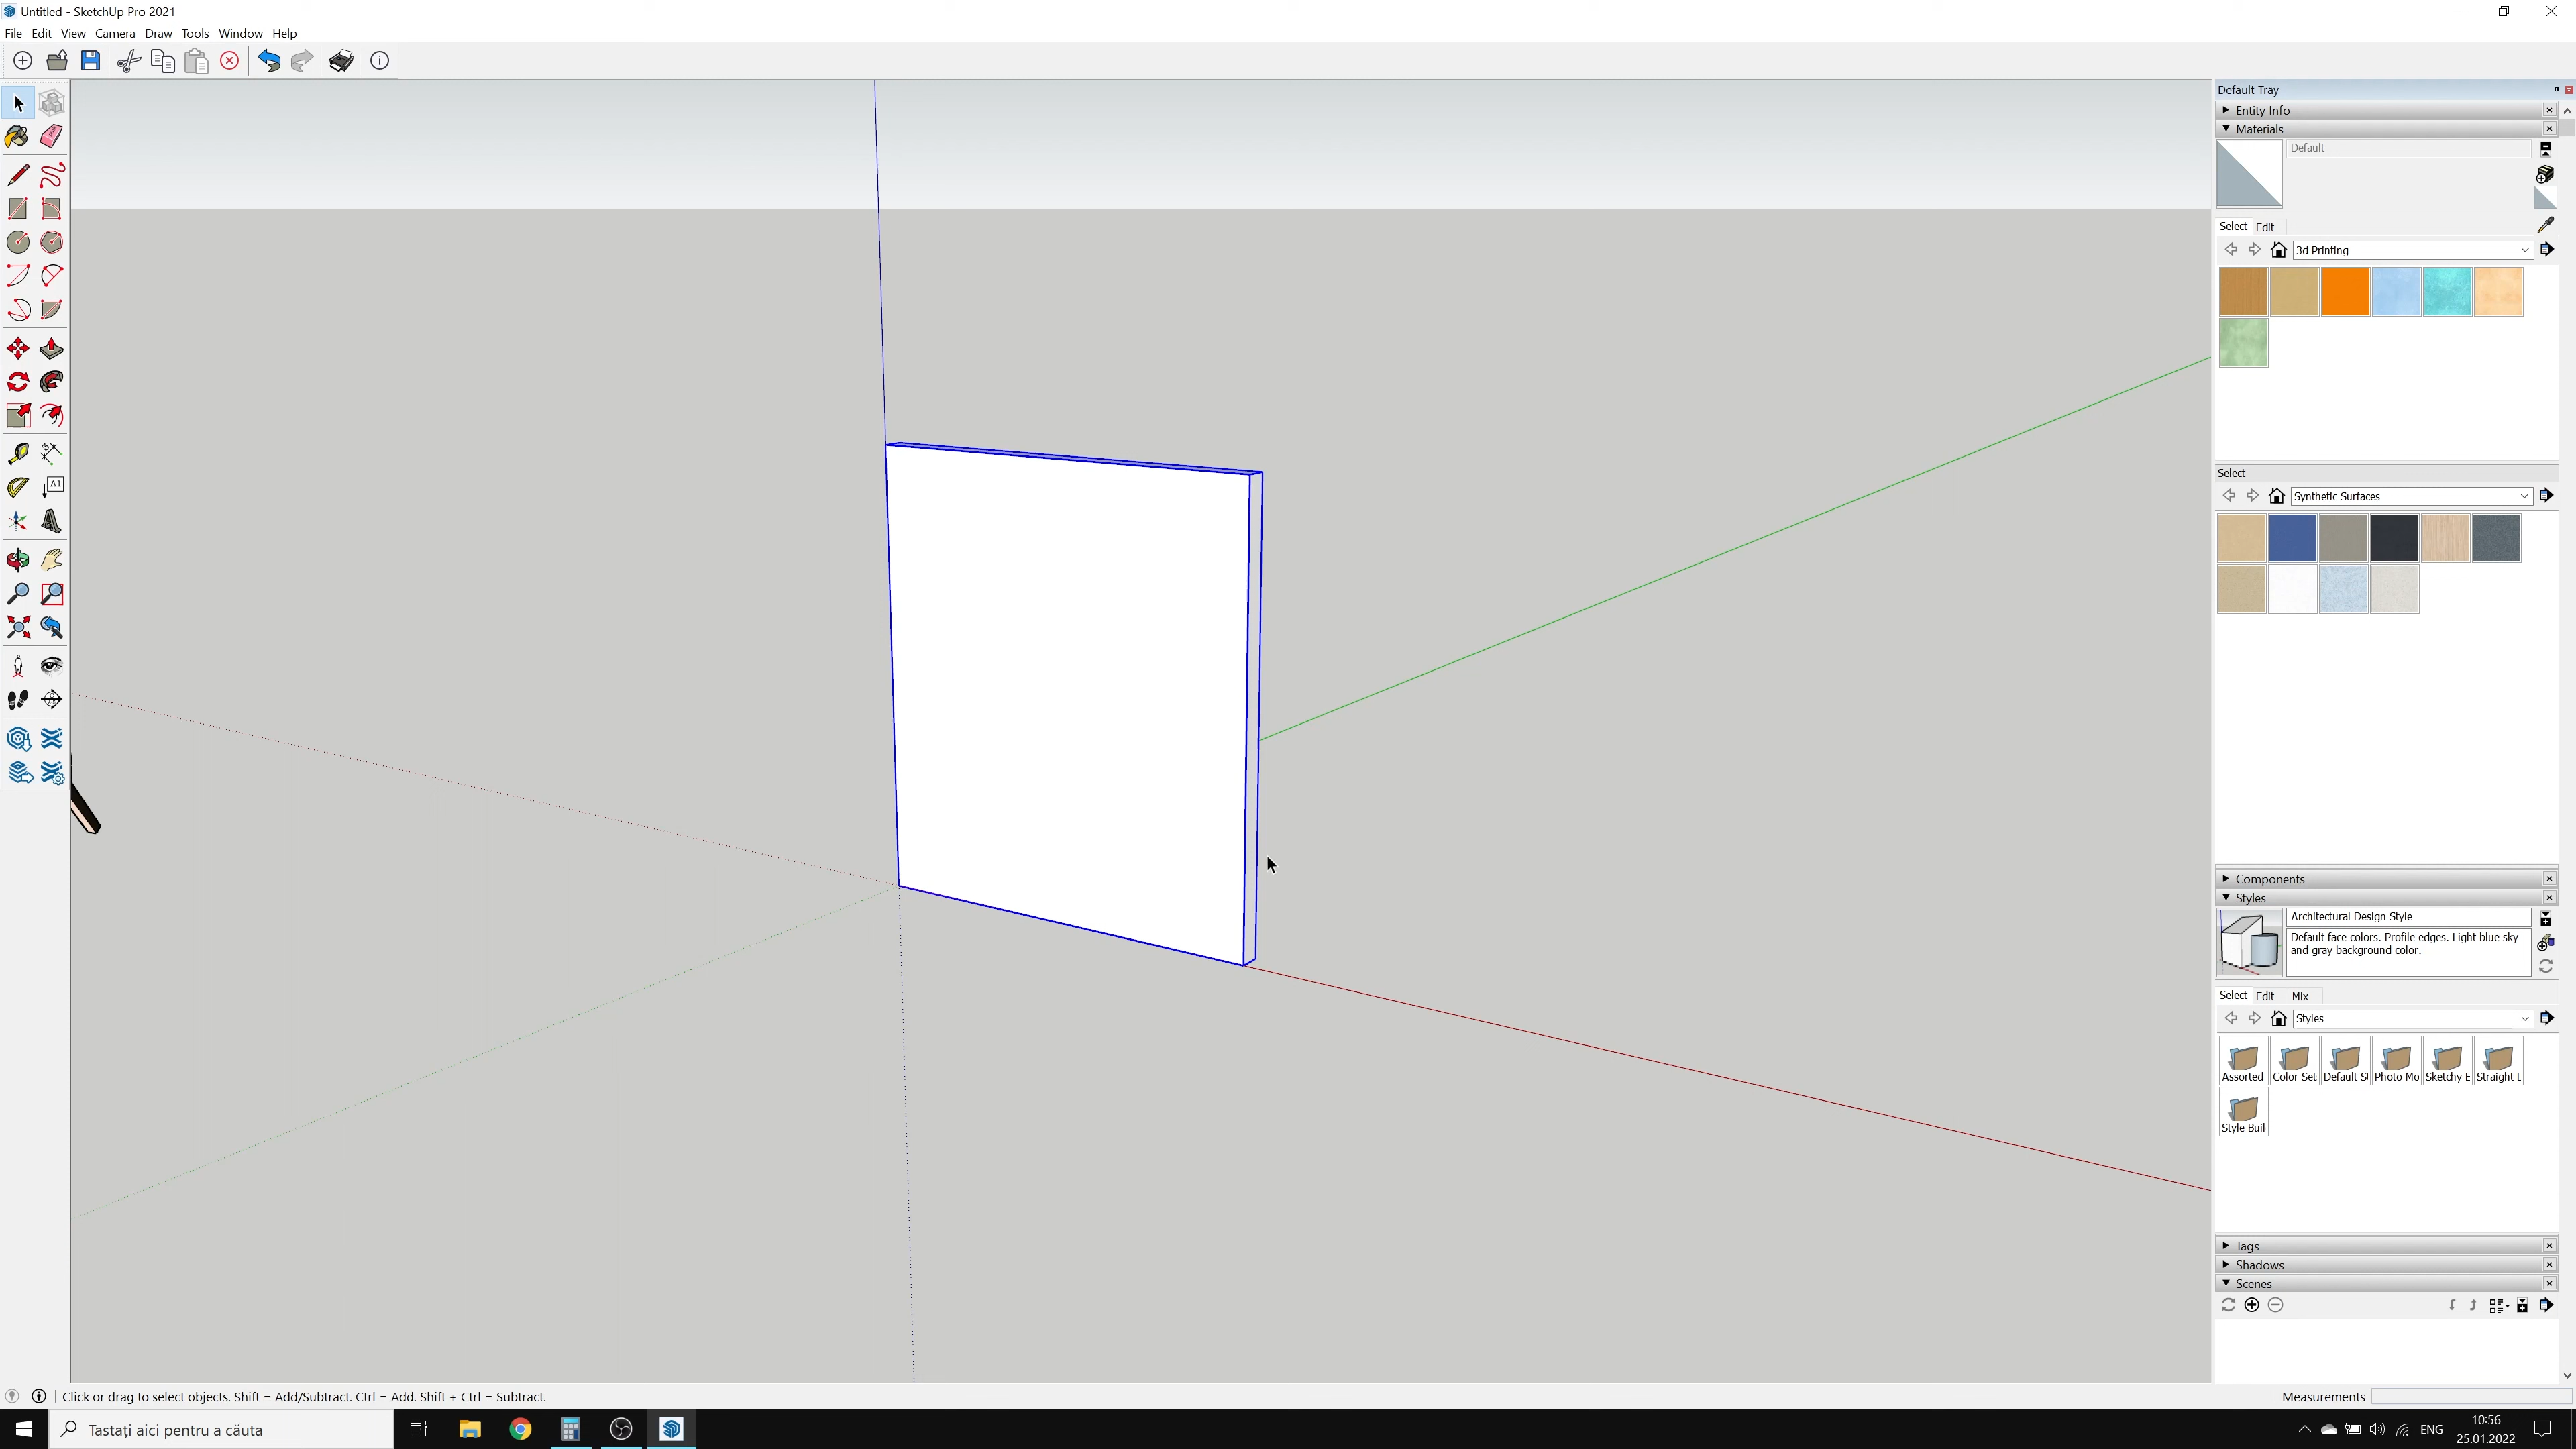 Untitled - SketchUp Pro 2021
File Edit View Camera Draw Tools Window Help
A1
Default Tray
Entity Info
Materials
Default
Select Edit
3d Printing
Select
Synthetic Surfaces
Components
Styles
Architectural Design Style
Default face colors. Profile edges. Light blue sky
and gray background color.
Select Edit Mix
Styles
Assorted Color Set Default S Photo Mo Sketchy E Straight L
Style Buil
Tags
Shadows
Scenes
Click or drag to select objects. Shift = Add/Subtract. Ctrl = Add. Shift + Ctrl = Subtract.
Measurements
Tastați aici pentru a căuta
ENG
10:56
25.01.2022